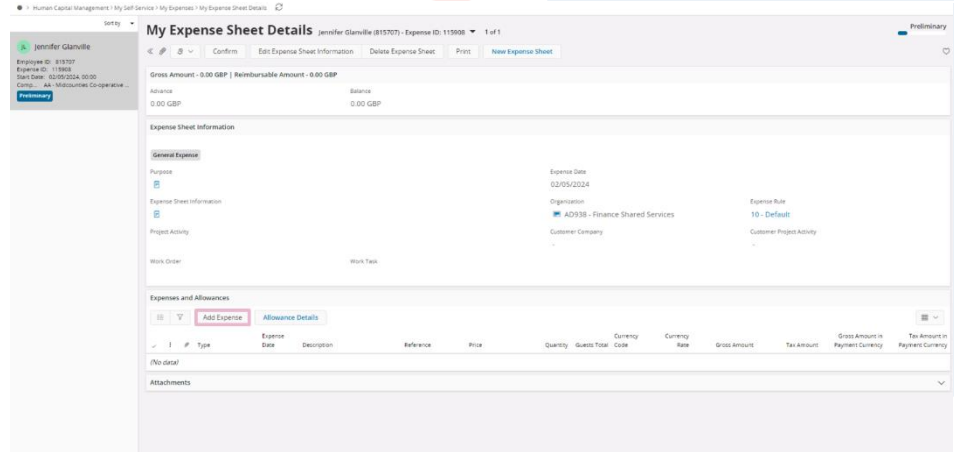 Human Capital Management > My Self Service > My Expenses > My Expense Sheet Details
Sort by
JL Jennifer Glanville
Employee ID: 815707
Expense ID: 115908
Start Date: 02/05/2024, 00:00
Comp... AA - Midcounties Co-operative ...
Preliminary
My Expense Sheet Details Jennifer Glanville (815707) - Expense ID: 115908 1 of 1
Preliminary
Confirm Edit Expense Sheet Information Delete Expense Sheet Print New Expense Sheet
Gross Amount - 0.00 GBP | Reimbursable Amount - 0.00 GBP
Advance Balance
0.00 GBP 0.00 GBP
Expense Sheet Information
General Expense
Purpose Expense Date
02/05/2024
Expense Sheet Information Organization Expense Rule
AD938 - Finance Shared Services 10 - Default
Project Activity Customer Company Customer Project Activity
- -
Work Order Work Task
Expenses and Allowances
Add Expense Allowance Details
Type Expense Date Description Reference Price Quantity Guests Total Currency Code Currency Rate Gross Amount Tax Amount Gross Amount in Payment Currency Tax Amount in Payment Currency
(No data)
Attachments